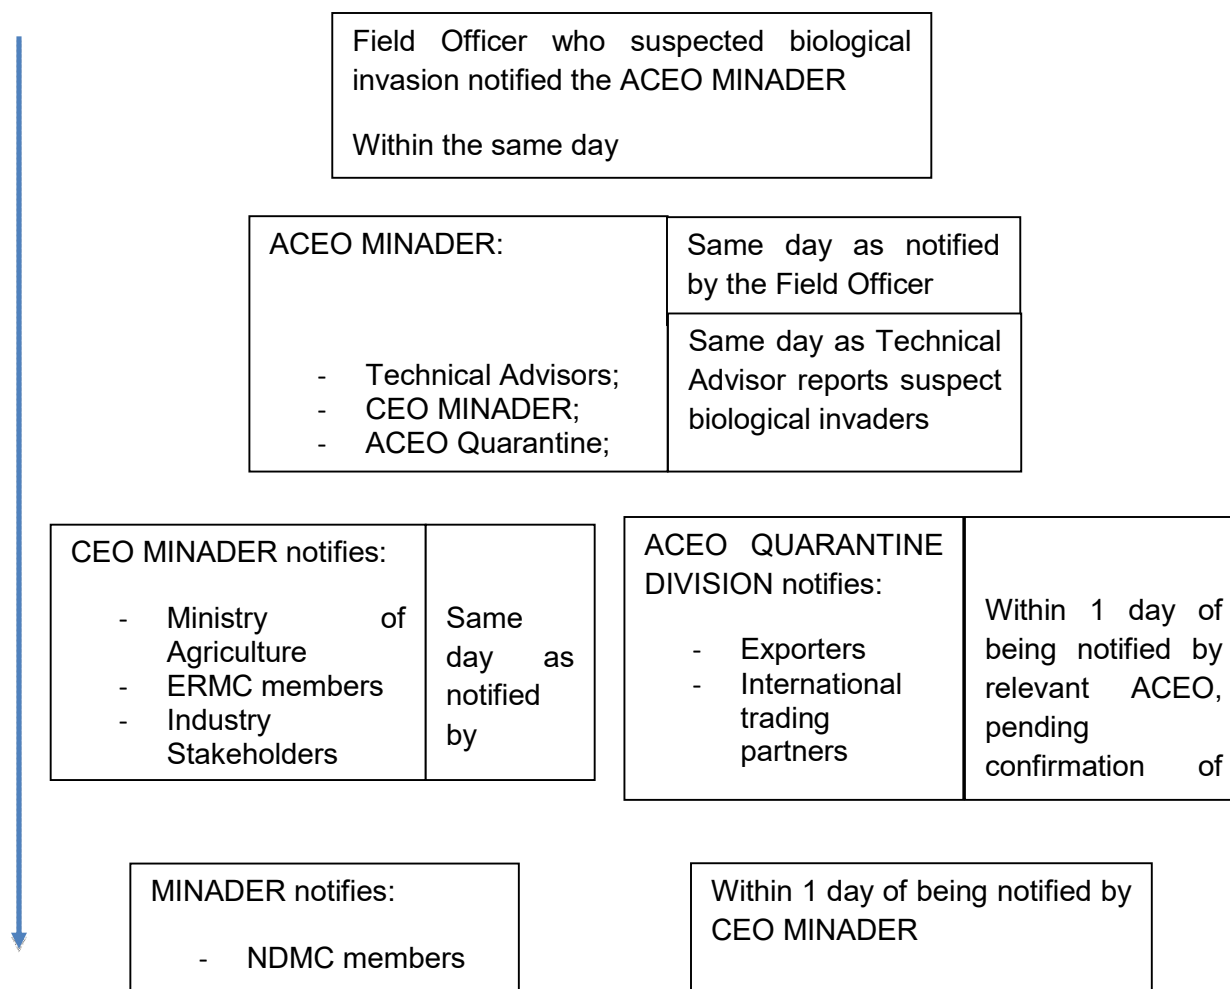 Field Officer who suspected biological
invasion notified the ACEO MINADER
Within the same day
ACEO MINADER:
- Technical Advisors;
- CEO MINADER;
- ACEO Quarantine;
Same day as notified
by the Field Officer
Same day as Technical
Advisor reports suspect
biological invaders
CEO MINADER notifies:
- Ministry of
Agriculture
- ERMC members
- Industry
Stakeholders
Same
day as
notified
by
ACEO QUARANTINE
DIVISION notifies:
- Exporters
- International
trading
partners
Within 1 day of
being notified by
relevant ACEO,
pending
confirmation of
MINADER notifies:
- NDMC members
Within 1 day of being notified by
CEO MINADER